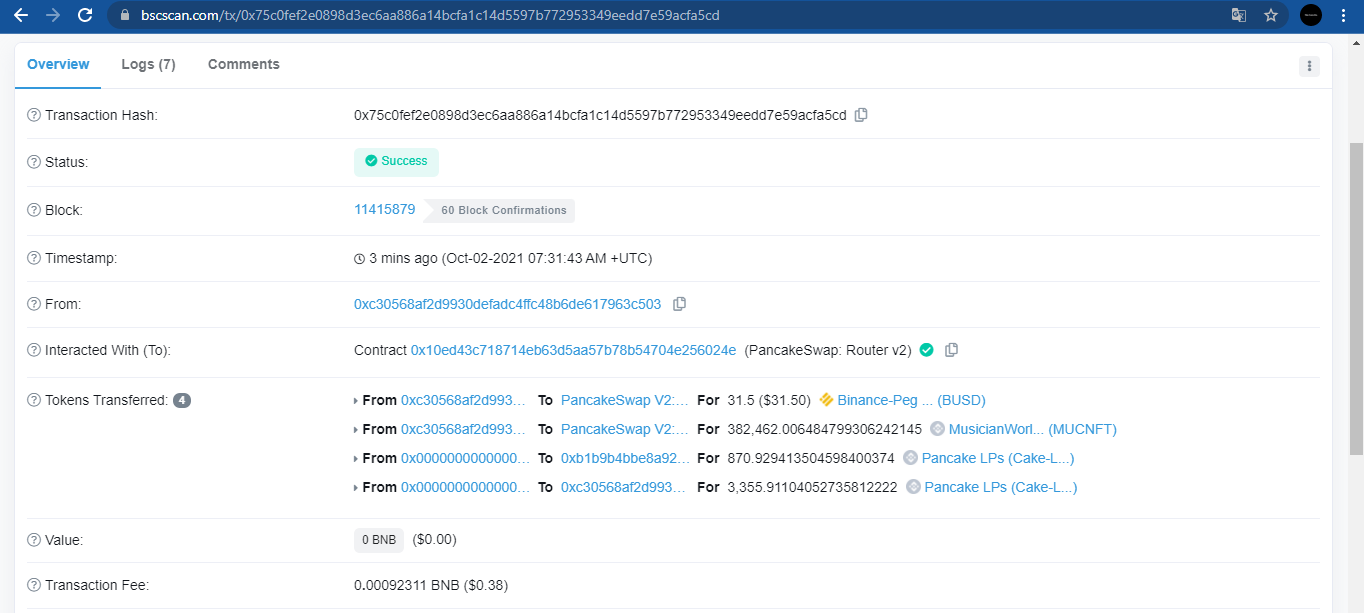 bscscan.com/tx/0x75c0fef2e0898d3ec6aa886a14bcfa1c14d5597b772953349eedd7e59acfa5cd
Overview Logs (7) Comments
Transaction Hash: 0x75c0fef2e0898d3ec6aa886a14bcfa1c14d5597b772953349eedd7e59acfa5cd
Status: Success
Block: 11415879 60 Block Confirmations
Timestamp: 3 mins ago (Oct-02-2021 07:31:43 AM +UTC)
From: 0xc30568af2d9930defadc4ffc48b6de617963c503
Interacted With (To): Contract 0x10ed43c718714eb63d5aa57b78b54704e256024e (PancakeSwap: Router v2)
Tokens Transferred: 4 From 0xc30568af2d993... To PancakeSwap V2:... For 31.5 ($31.50) Binance-Peg ... (BUSD)
From 0xc30568af2d993... To PancakeSwap V2:... For 382,462.006484799306242145 MusicianWorl... (MUCNFT)
From 0x0000000000000... To 0xb1b9b4bbe8a92... For 870.929413504598400374 Pancake LPs (Cake-L...)
From 0x0000000000000... To 0xc30568af2d993... For 3,355.91104052735812222 Pancake LPs (Cake-L...)
Value: 0 BNB ($0.00)
Transaction Fee: 0.00092311 BNB ($0.38)